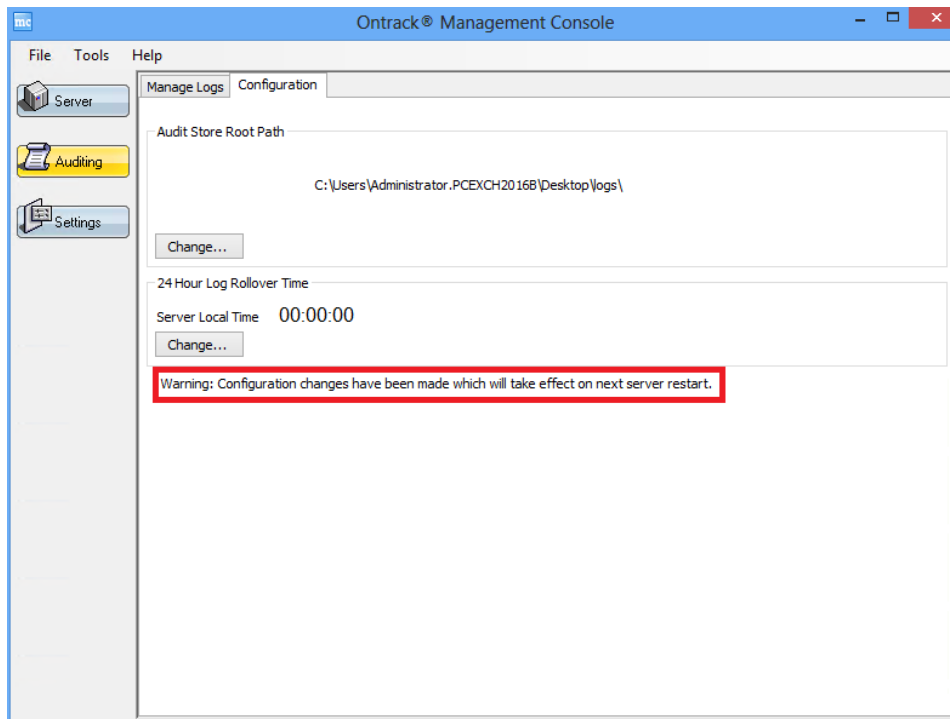 mc
Ontrack® Management Console
File Tools Help
Server
Auditing
Settings
Manage Logs Configuration
Audit Store Root Path
C:\Users\Administrator.PCEXCH2016B\Desktop\logs\
Change...
24 Hour Log Rollover Time
Server Local Time 00:00:00
Change...
Warning: Configuration changes have been made which will take effect on next server restart.